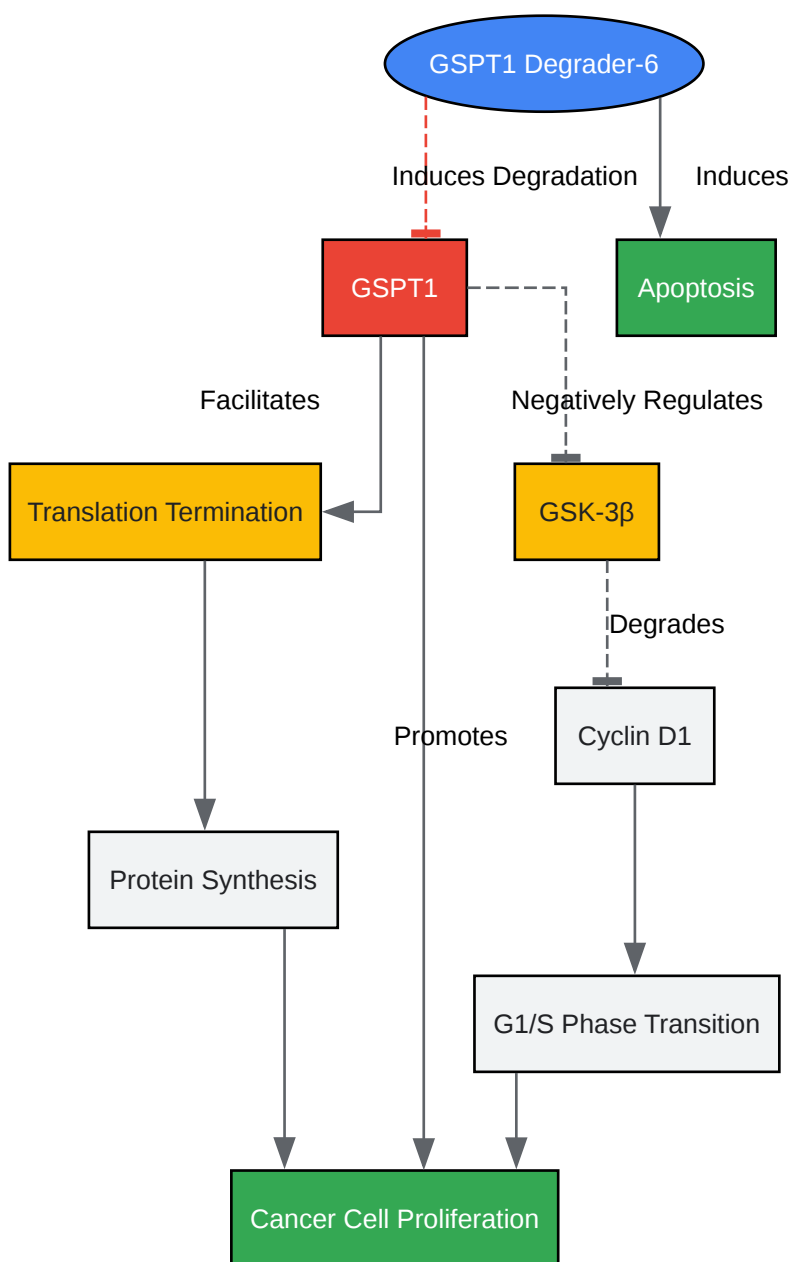 GSPT1 Degrader-6
Induces Degradation
Induces
GSPT1
Apoptosis
Facilitates
Negatively Regulates
Translation Termination
GSK-3β
Degrades
Promotes
Cyclin D1
Protein Synthesis
G1/S Phase Transition
Cancer Cell Proliferation